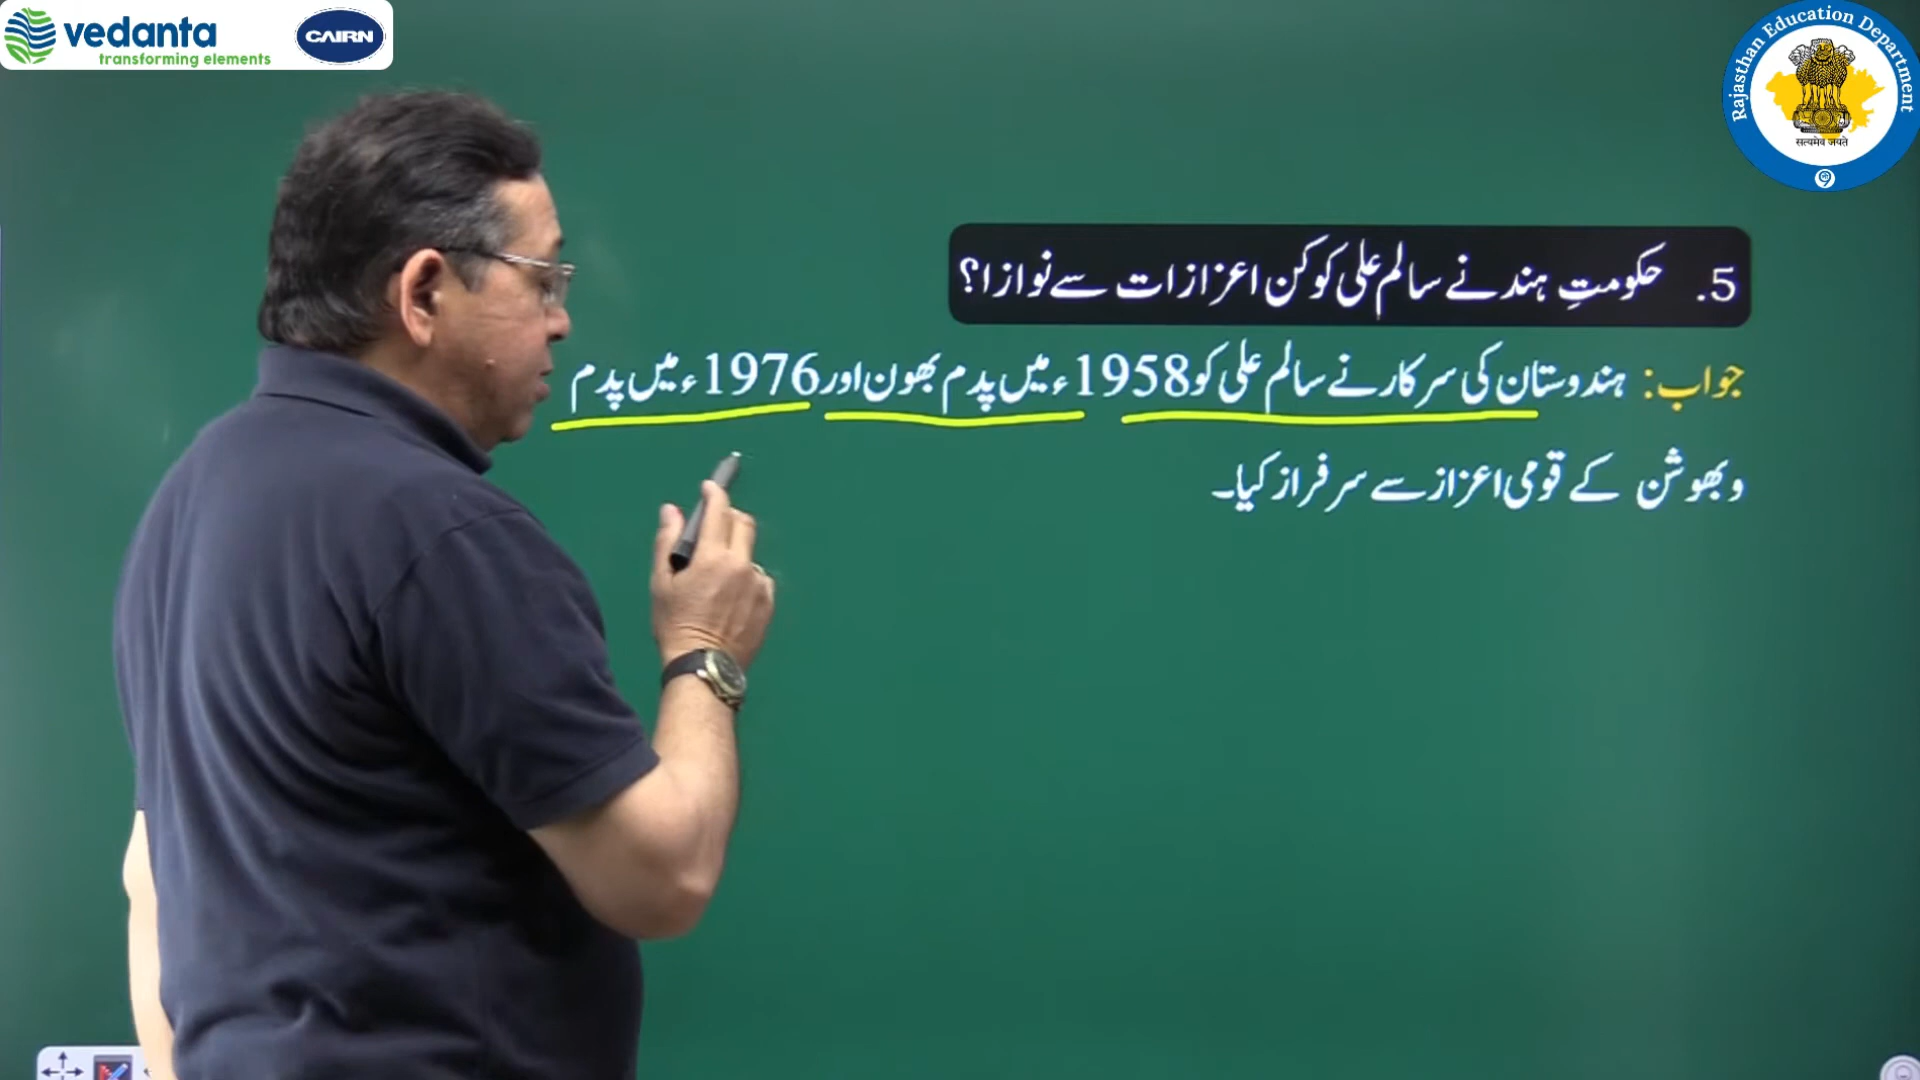 vedanta
transforming elements
CAIRN
Rajasthan Education Department
सत्यमेव जयते
5. حکومتِ ہند نے سالم علی کو کن اعزازات سے نوازا؟
جواب: ہندوستان کی سرکار نے سالم علی کو 1958ء میں پدم بھون اور 1976ء میں پدم
وبھوشن کے قومی اعزاز سے سرفراز کیا۔